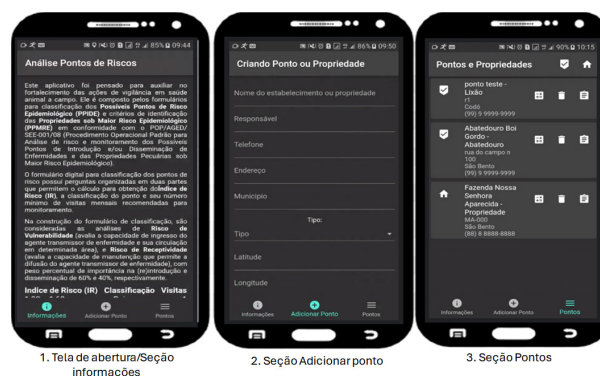 85% 09:44
Análise Pontos de Riscos
Este aplicativo foi pensado para auxiliar no
fortalecimento das ações de vigilância em saúde
animal a campo. Ele é composto pelos formulários
para classificação dos Possíveis Pontos de Risco
Epidemiológico (PPIDE) e critérios de identificação
das Propriedades sob Maior Risco Epidemiológico
(PPMRE) em conformidade com o POP/AGED/
SEE-001/08 (Procedimento Operacional Padrão para
Análise de risco e monitoramento dos Possíveis
Pontos de Introdução e/ou Disseminação de
Enfermidades e das Propriedades Pecuárias sob
Maior Risco Epidemiológico).
O formulário digital para classificação dos pontos de
risco possui perguntas organizadas em duas partes
que permitem o cálculo para obtenção do Índice de
Risco (IR), a classificação do ponto e seu número
mínimo de visitas mensais recomendadas para
monitoramento.
Na construção do formulário de classificação, são
consideradas as análises de Risco de
Vulnerabilidade (avalia a capacidade de ingresso do
agente transmissor de enfermidade e sua circulação
em determinada área), e Risco de Receptividade
(avalia a capacidade de manutenção que permite a
difusão do agente transmissor de enfermidade), com
peso percentual de importância na (re)introdução e
disseminação de 60% e 40%, respectivamente.
Índice de Risco (IR) Classificação Visitas
Informações
Adicionar Ponto
Pontos
1. Tela de abertura/Seção
informações
86% 09:50
Criando Ponto ou Propriedade
Nome do estabelecimento ou propriedade
Responsável
Telefone
Endereço
Município
Tipo:
Tipo
Latitude
Longitude
Informações
Adicionar Ponto
Pontos
2. Seção Adicionar ponto
90% 10:15
Pontos e Propriedades
ponto teste -
Lixão
r1
Codó
(99) 9 9999-9999
Abatedouro Boi
Gordo -
Abatedouro
rua do campo n
100
São Bento
(99) 9 9999-9999
Fazenda Nossa
Senhora
Aparecida -
Propriedade
MA-000
São Bento
(88) 8 8888-8888
Informações
Adicionar Ponto
Pontos
3. Seção Pontos